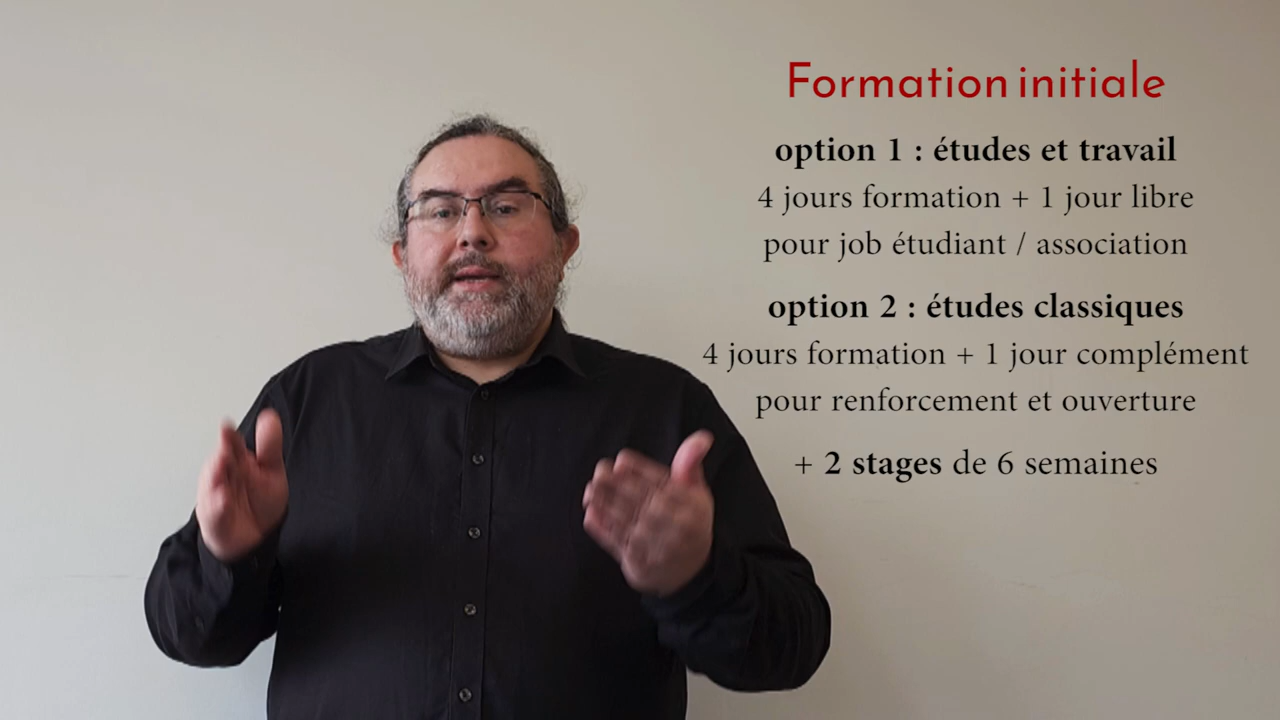 Formation initiale
option 1 : études et travail
4 jours formation + 1 jour libre
pour job étudiant / association
option 2 : études classiques
4 jours formation + 1 jour complément
pour renforcement et ouverture
+ 2 stages de 6 semaines